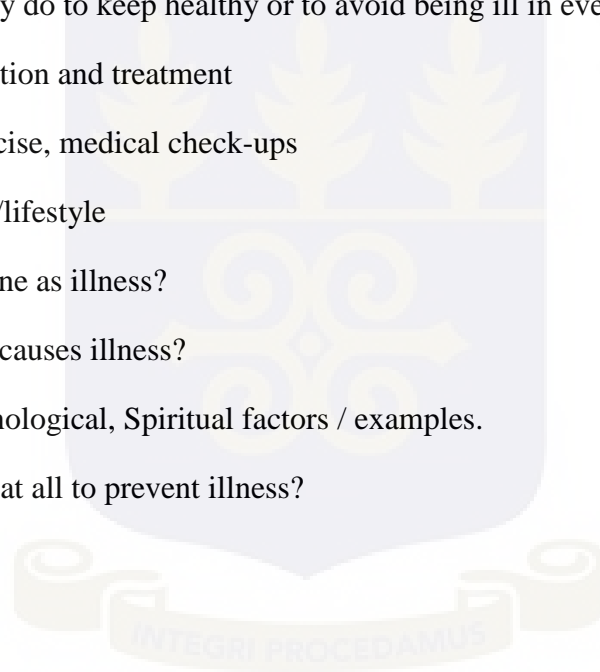 y do to keep healthy or to avoid being ill in eve
tion and treatment
cise, medical check-ups
/lifestyle
ne as illness?
causes illness?
nological, Spiritual factors / examples.
at all to prevent illness?
INTEGRI PROCEDAMUS